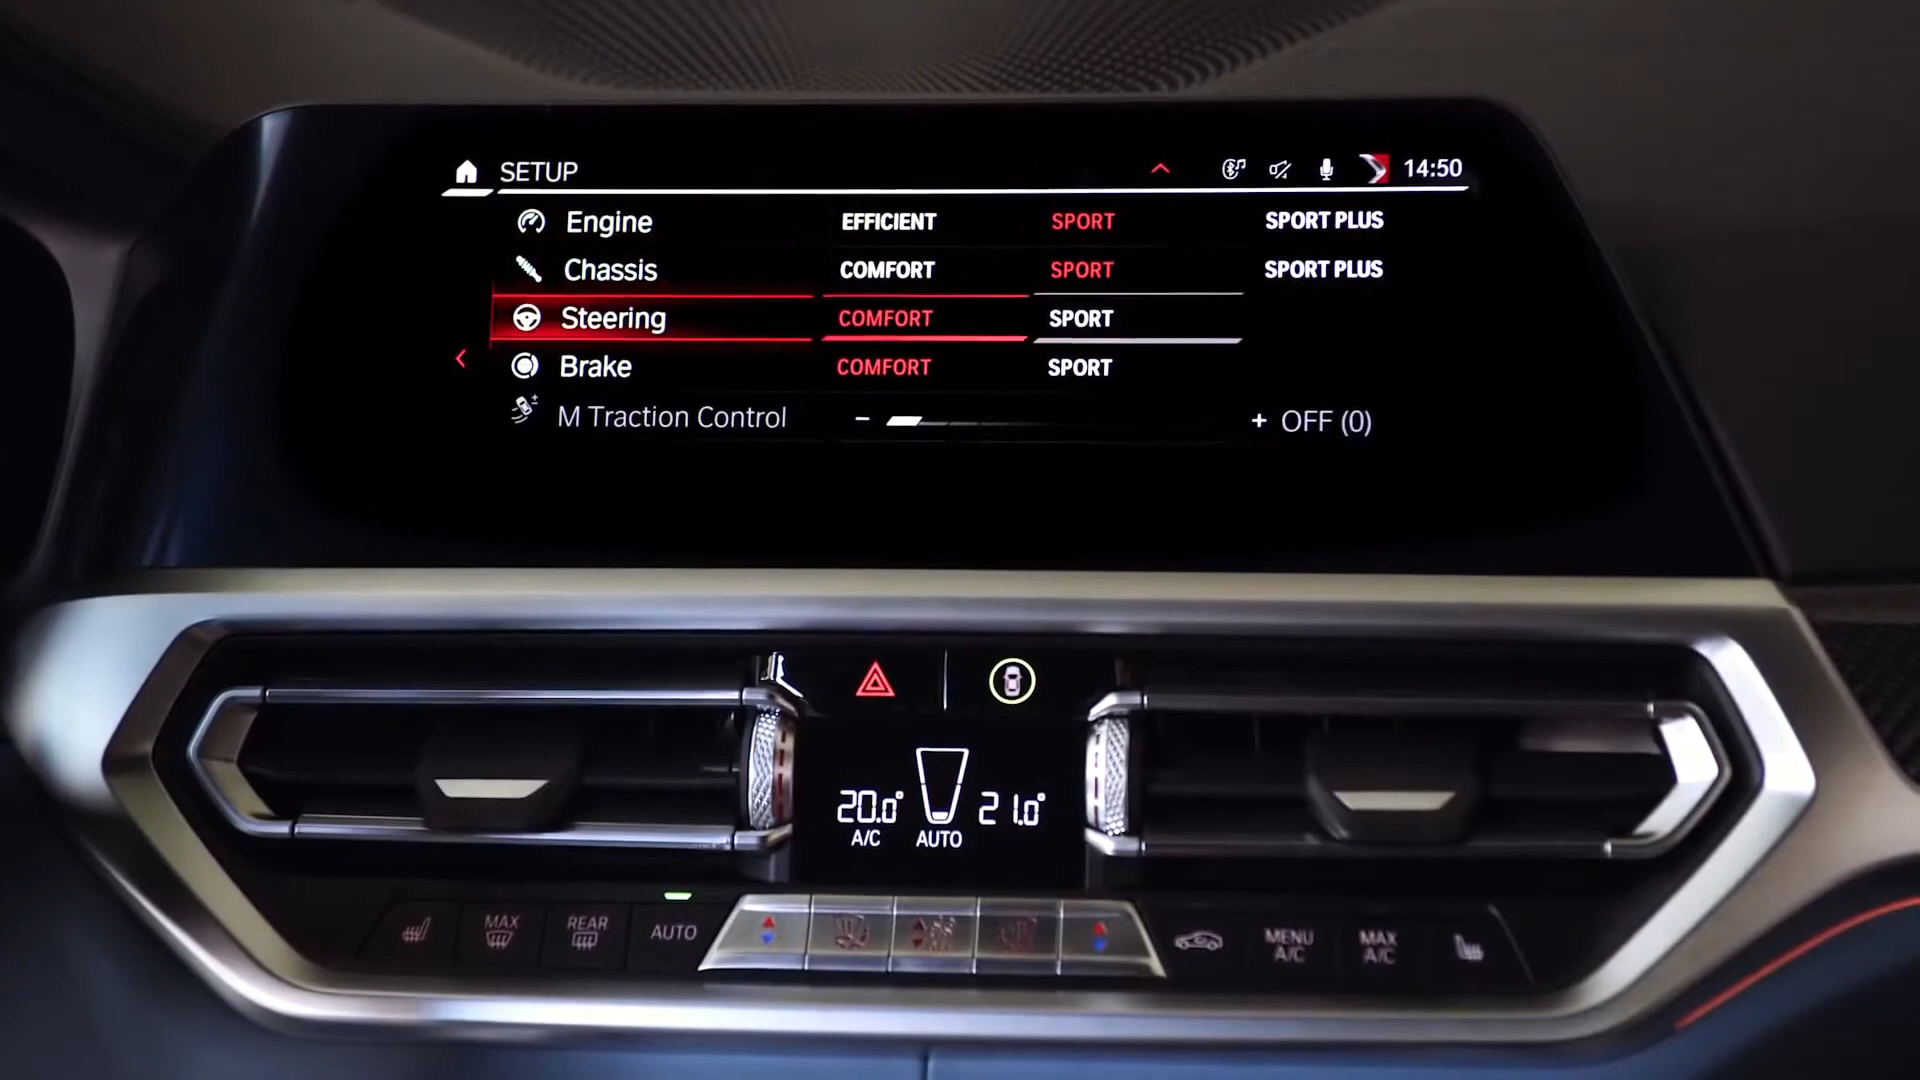 SETUP 14:50
Engine EFFICIENT SPORT SPORT PLUS
Chassis COMFORT SPORT SPORT PLUS
Steering COMFORT SPORT
Brake COMFORT SPORT
M Traction Control − + OFF (0)
20.0° 21.0°
A/C AUTO
MAX REAR AUTO MENU A/C MAX A/C